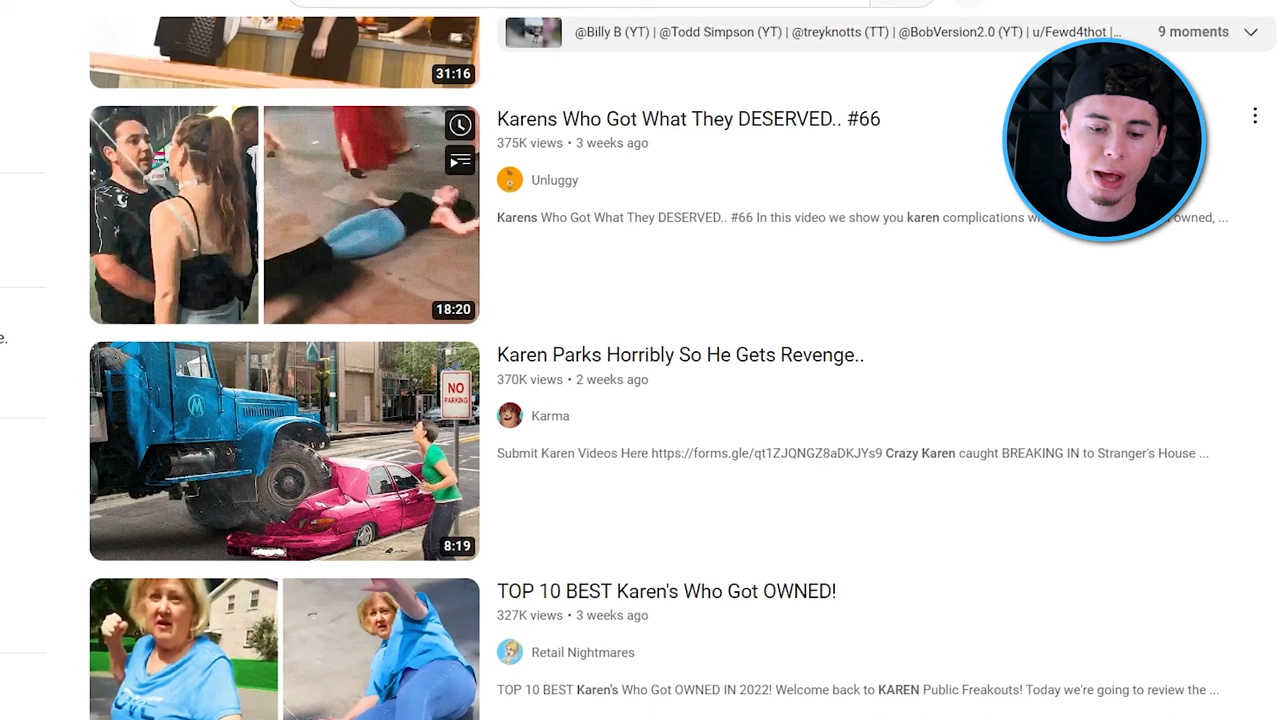 @Billy B (YT) | @Todd Simpson (YT) | @treyknotts (TT) | @BobVersion2.0 (YT) | u/Fewd4thot |...
9 moments
31:16
Karens Who Got What They DESERVED.. #66
375K views • 3 weeks ago
Unluggy
Karens Who Got What They DESERVED.. #66 In this video we show you karen complications owned, ...
18:20
e.
Karen Parks Horribly So He Gets Revenge..
370K views • 2 weeks ago
NO
PARKING
Karma
Submit Karen Videos Here https://forms.gle/qt1ZJQNGZ8aDKJYs9 Crazy Karen caught BREAKING IN to Stranger's House ...
8:19
TOP 10 BEST Karen's Who Got OWNED!
327K views • 3 weeks ago
Retail Nightmares
TOP 10 BEST Karen's Who Got OWNED IN 2022! Welcome back to KAREN Public Freakouts! Today we're going to review the ...